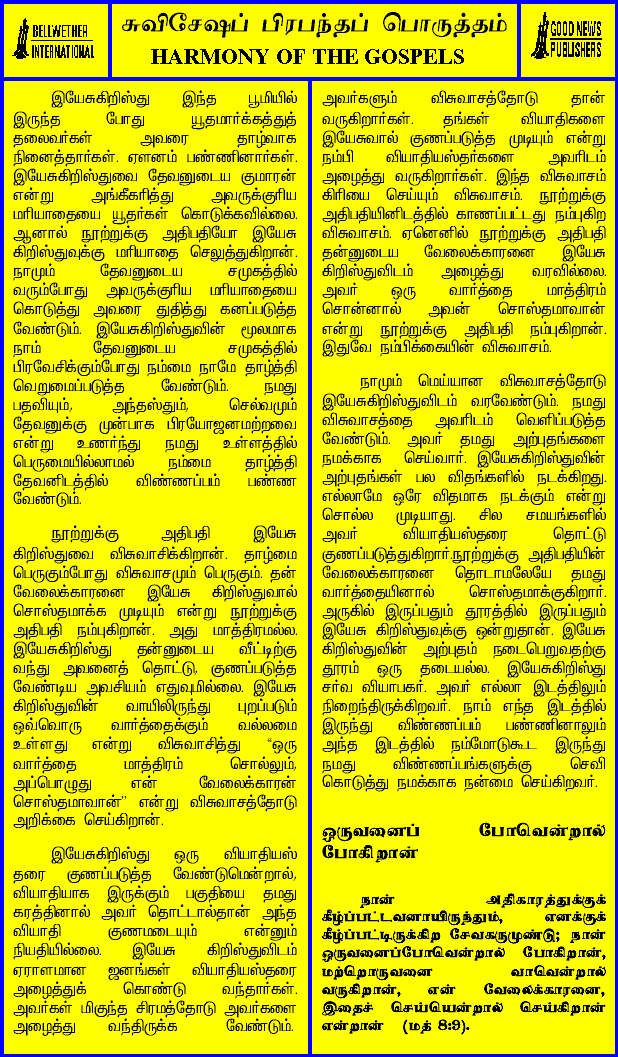 BELLWETHER
INTERNATIONAL
சுவிசேஷப் பிரபந்தப் பொருத்தம்
HARMONY OF THE GOSPELS
GOOD NEWS
PUBLISHERS
இயேசுகிறிஸ்து இந்த பூமியில்
இருந்த போது யூதமார்க்கத்துத்
தலைவர்கள் அவரை தாழ்வாக
நினைத்தார்கள். ஏளனம் பண்ணினார்கள்.
இயேசுகிறிஸ்துவை தேவனுடைய குமாரன்
என்று அங்கீகரித்து அவருக்குரிய
மரியாதையை யூதர்கள் கொடுக்கவில்லை.
ஆனால் நூற்றுக்கு அதிபதியோ இயேசு
கிறிஸ்துவுக்கு மரியாதை செலுத்துகிறான்.
நாமும் தேவனுடைய சமுகத்தில்
வரும்போது அவருக்குரிய மரியாதையை
கொடுத்து அவரை துதித்து கனப்படுத்த
வேண்டும். இயேசுகிறிஸ்துவின் மூலமாக
நாம் தேவனுடைய சமுகத்தில்
பிரவேசிக்கும்போது நம்மை நாமே தாழ்த்தி
வெறுமைப்படுத்த வேண்டும். நமது
பதவியும், அந்தஸ்தும், செல்வமும்
தேவனுக்கு முன்பாக பிரயோஜனமற்றவை
என்று உணர்ந்து நமது உள்ளத்தில்
பெருமையில்லாமல் நம்மை தாழ்த்தி
தேவனிடத்தில் விண்ணப்பம் பண்ண
வேண்டும்.
நூற்றுக்கு அதிபதி இயேசு
கிறிஸ்துவை விசுவாசிக்கிறான். தாழ்மை
பெருகும்போது விசுவாசமும் பெருகும். தன்
வேலைக்காரனை இயேசு கிறிஸ்துவால்
சொஸ்தமாக்க முடியும் என்று நூற்றுக்கு
அதிபதி நம்புகிறான். அது மாத்திரமல்ல.
இயேசுகிறிஸ்து தன்னுடைய வீட்டிற்கு
வந்து அவனைத் தொட்டு, குணப்படுத்த
வேண்டிய அவசியம் எதுவுமில்லை. இயேசு
கிறிஸ்துவின் வாயிலிருந்து புறப்படும்
ஒவ்வொரு வார்த்தைக்கும் வல்லமை
உள்ளது என்று விசுவாசித்து “ஒரு
வார்த்தை மாத்திரம் சொல்லும்,
அப்பொழுது என் வேலைக்காரன்
சொஸ்தமாவான்” என்று விசுவாசத்தோடு
அறிக்கை செய்கிறான்.
இயேசுகிறிஸ்து ஒரு வியாதியஸ்
தரை குணப்படுத்த வேண்டுமென்றால்,
வியாதியாக இருக்கும் பகுதியை தமது
கரத்தினால் அவர் தொட்டால்தான் அந்த
வியாதி குணமடையும் என்னும்
நியதியில்லை. இயேசு கிறிஸ்துவிடம்
ஏராளமான ஜனங்கள் வியாதியஸ்தரை
அழைத்துக் கொண்டு வந்தார்கள்.
அவர்கள் மிகுந்த சிரமத்தோடு அவர்களை
அழைத்து வந்திருக்க வேண்டும்.
அவர்களும் விசுவாசத்தோடு தான்
வருகிறார்கள். தங்கள் வியாதிகளை
இயேசுவால் குணப்படுத்த முடியும் என்று
நம்பி வியாதியஸ்தர்களை அவரிடம்
அழைத்து வருகிறார்கள். இந்த விசுவாசம்
கிரியை செய்யும் விசுவாசம். நூற்றுக்கு
அதிபதியினிடத்தில் காணப்பட்டது நம்புகிற
விசுவாசம். ஏனெனில் நூற்றுக்கு அதிபதி
தன்னுடைய வேலைக்காரனை இயேசு
கிறிஸ்துவிடம் அழைத்து வரவில்லை.
அவர் ஒரு வார்த்தை மாத்திரம்
சொன்னால் அவன் சொஸ்தமாவான்
என்று நூற்றுக்கு அதிபதி நம்புகிறான்.
இதுவே நம்பிக்கையின் விசுவாசம்.
நாமும் மெய்யான விசுவாசத்தோடு
இயேசுகிறிஸ்துவிடம் வரவேண்டும். நமது
விசுவாசத்தை அவரிடம் வெளிப்படுத்த
வேண்டும். அவர் தமது அற்புதங்களை
நமக்காக செய்வார். இயேசுகிறிஸ்துவின்
அற்புதங்கள் பல விதங்களில் நடக்கிறது.
எல்லாமே ஒரே விதமாக நடக்கும் என்று
சொல்ல முடியாது. சில சமயங்களில்
அவர் வியாதியஸ்தரை தொட்டு
குணப்படுத்துகிறார்.நூற்றுக்கு அதிபதியின்
வேலைக்காரனை தொடாமலேயே தமது
வார்த்தையினால் சொஸ்தமாக்குகிறார்.
அருகில் இருப்பதும் தூரத்தில் இருப்பதும்
இயேசு கிறிஸ்துவுக்கு ஒன்றுதான். இயேசு
கிறிஸ்துவின் அற்புதம் நடைபெறுவதற்கு
தூரம் ஒரு தடையல்ல. இயேசுகிறிஸ்து
சர்வ வியாபகர். அவர் எல்லா இடத்திலும்
நிறைந்திருக்கிறவர். நாம் எந்த இடத்தில்
இருந்து விண்ணப்பம் பண்ணினாலும்
அந்த இடத்தில் நம்மோடுகூட இருந்து
நமது விண்ணப்பங்களுக்கு செவி
கொடுத்து நமக்காக நன்மை செய்கிறவர்.
ஒருவனைப் போவென்றால்
போகிறான்
நான் அதிகாரத்துக்குக்
கீழ்ப்பட்டவனாயிருந்தும், எனக்குக்
கீழ்ப்பட்டிருக்கிற சேவகருமுண்டு; நான்
ஒருவனைப்போவென்றால் போகிறான்,
மற்றொருவனை வாவென்றால்
வருகிறான், என் வேலைக்காரனை,
இதைச் செய்யென்றால் செய்கிறான்
என்றான் (மத் 8:9).